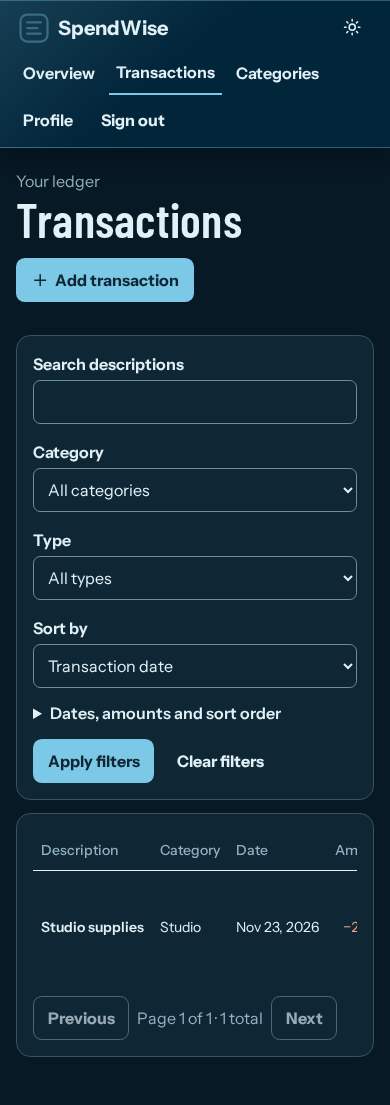 SpendWise
Overview Transactions Categories
Profile Sign out
Your ledger
Transactions
+ Add transaction
Search descriptions
Category
All categories
Type
All types
Sort by
Transaction date
Dates, amounts and sort order
Apply filters Clear filters
Description Category Date Am
Studio supplies Studio Nov 23, 2026 −2
Previous Page 1 of 1 · 1 total Next